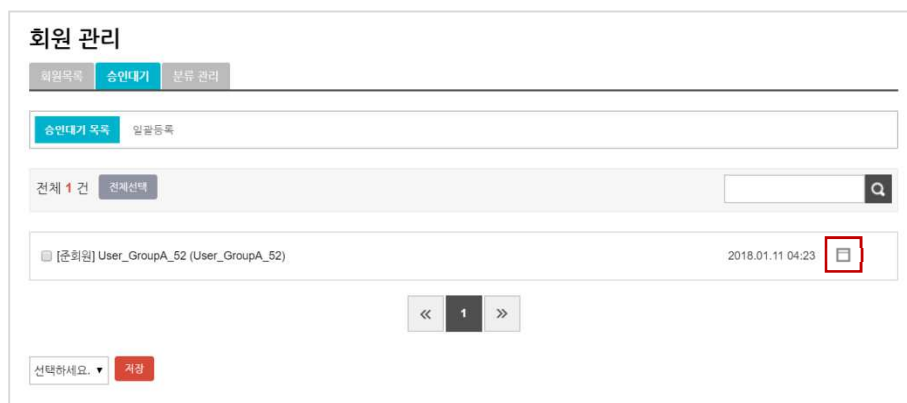 회원 관리
회원목록 승인대기 분류 관리
승인대기 목록 일괄등록
전체 1 건 전체선택
[준회원] User_GroupA_52 (User_GroupA_52) 2018.01.11 04:23
« 1 »
선택하세요. ▼ 저장